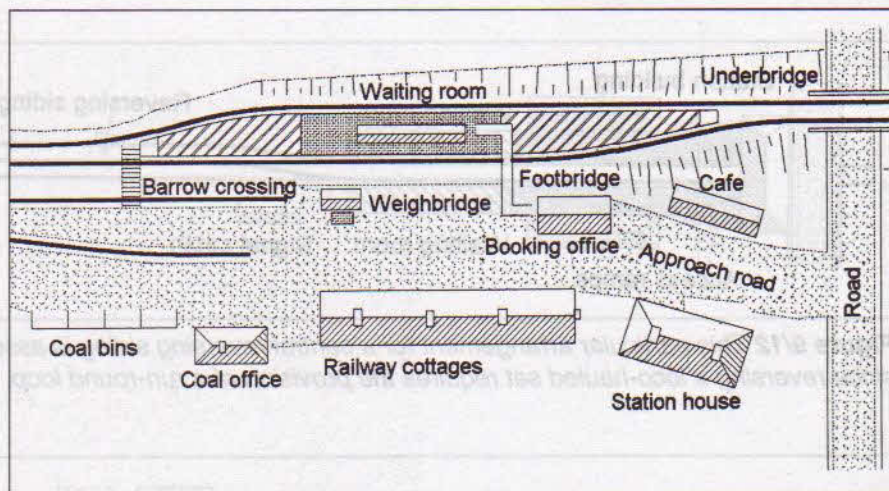 Underbridge
Waiting room
Barrow crossing
Weighbridge
Footbridge
Cafe
Booking office
Approach road
Road
Coal bins
Coal office
Railway cottages
Station house